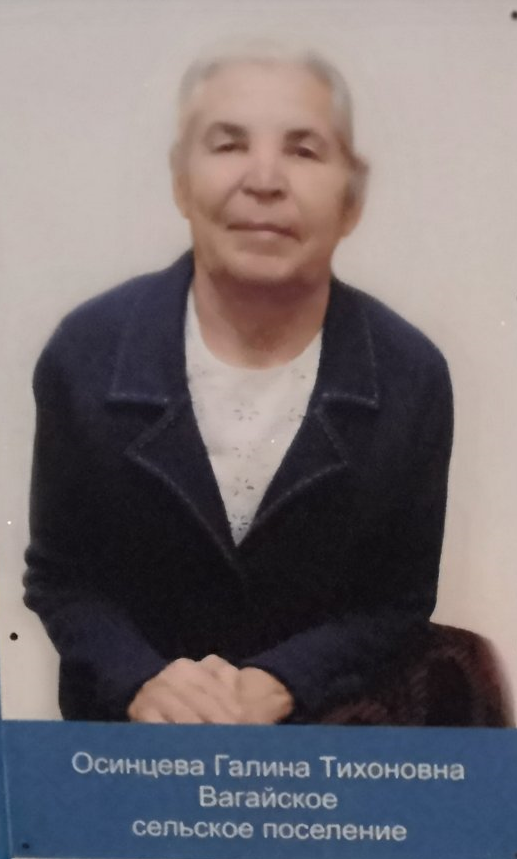 Осинцева Галина Тихоновна
Вагайское
сельское поселение